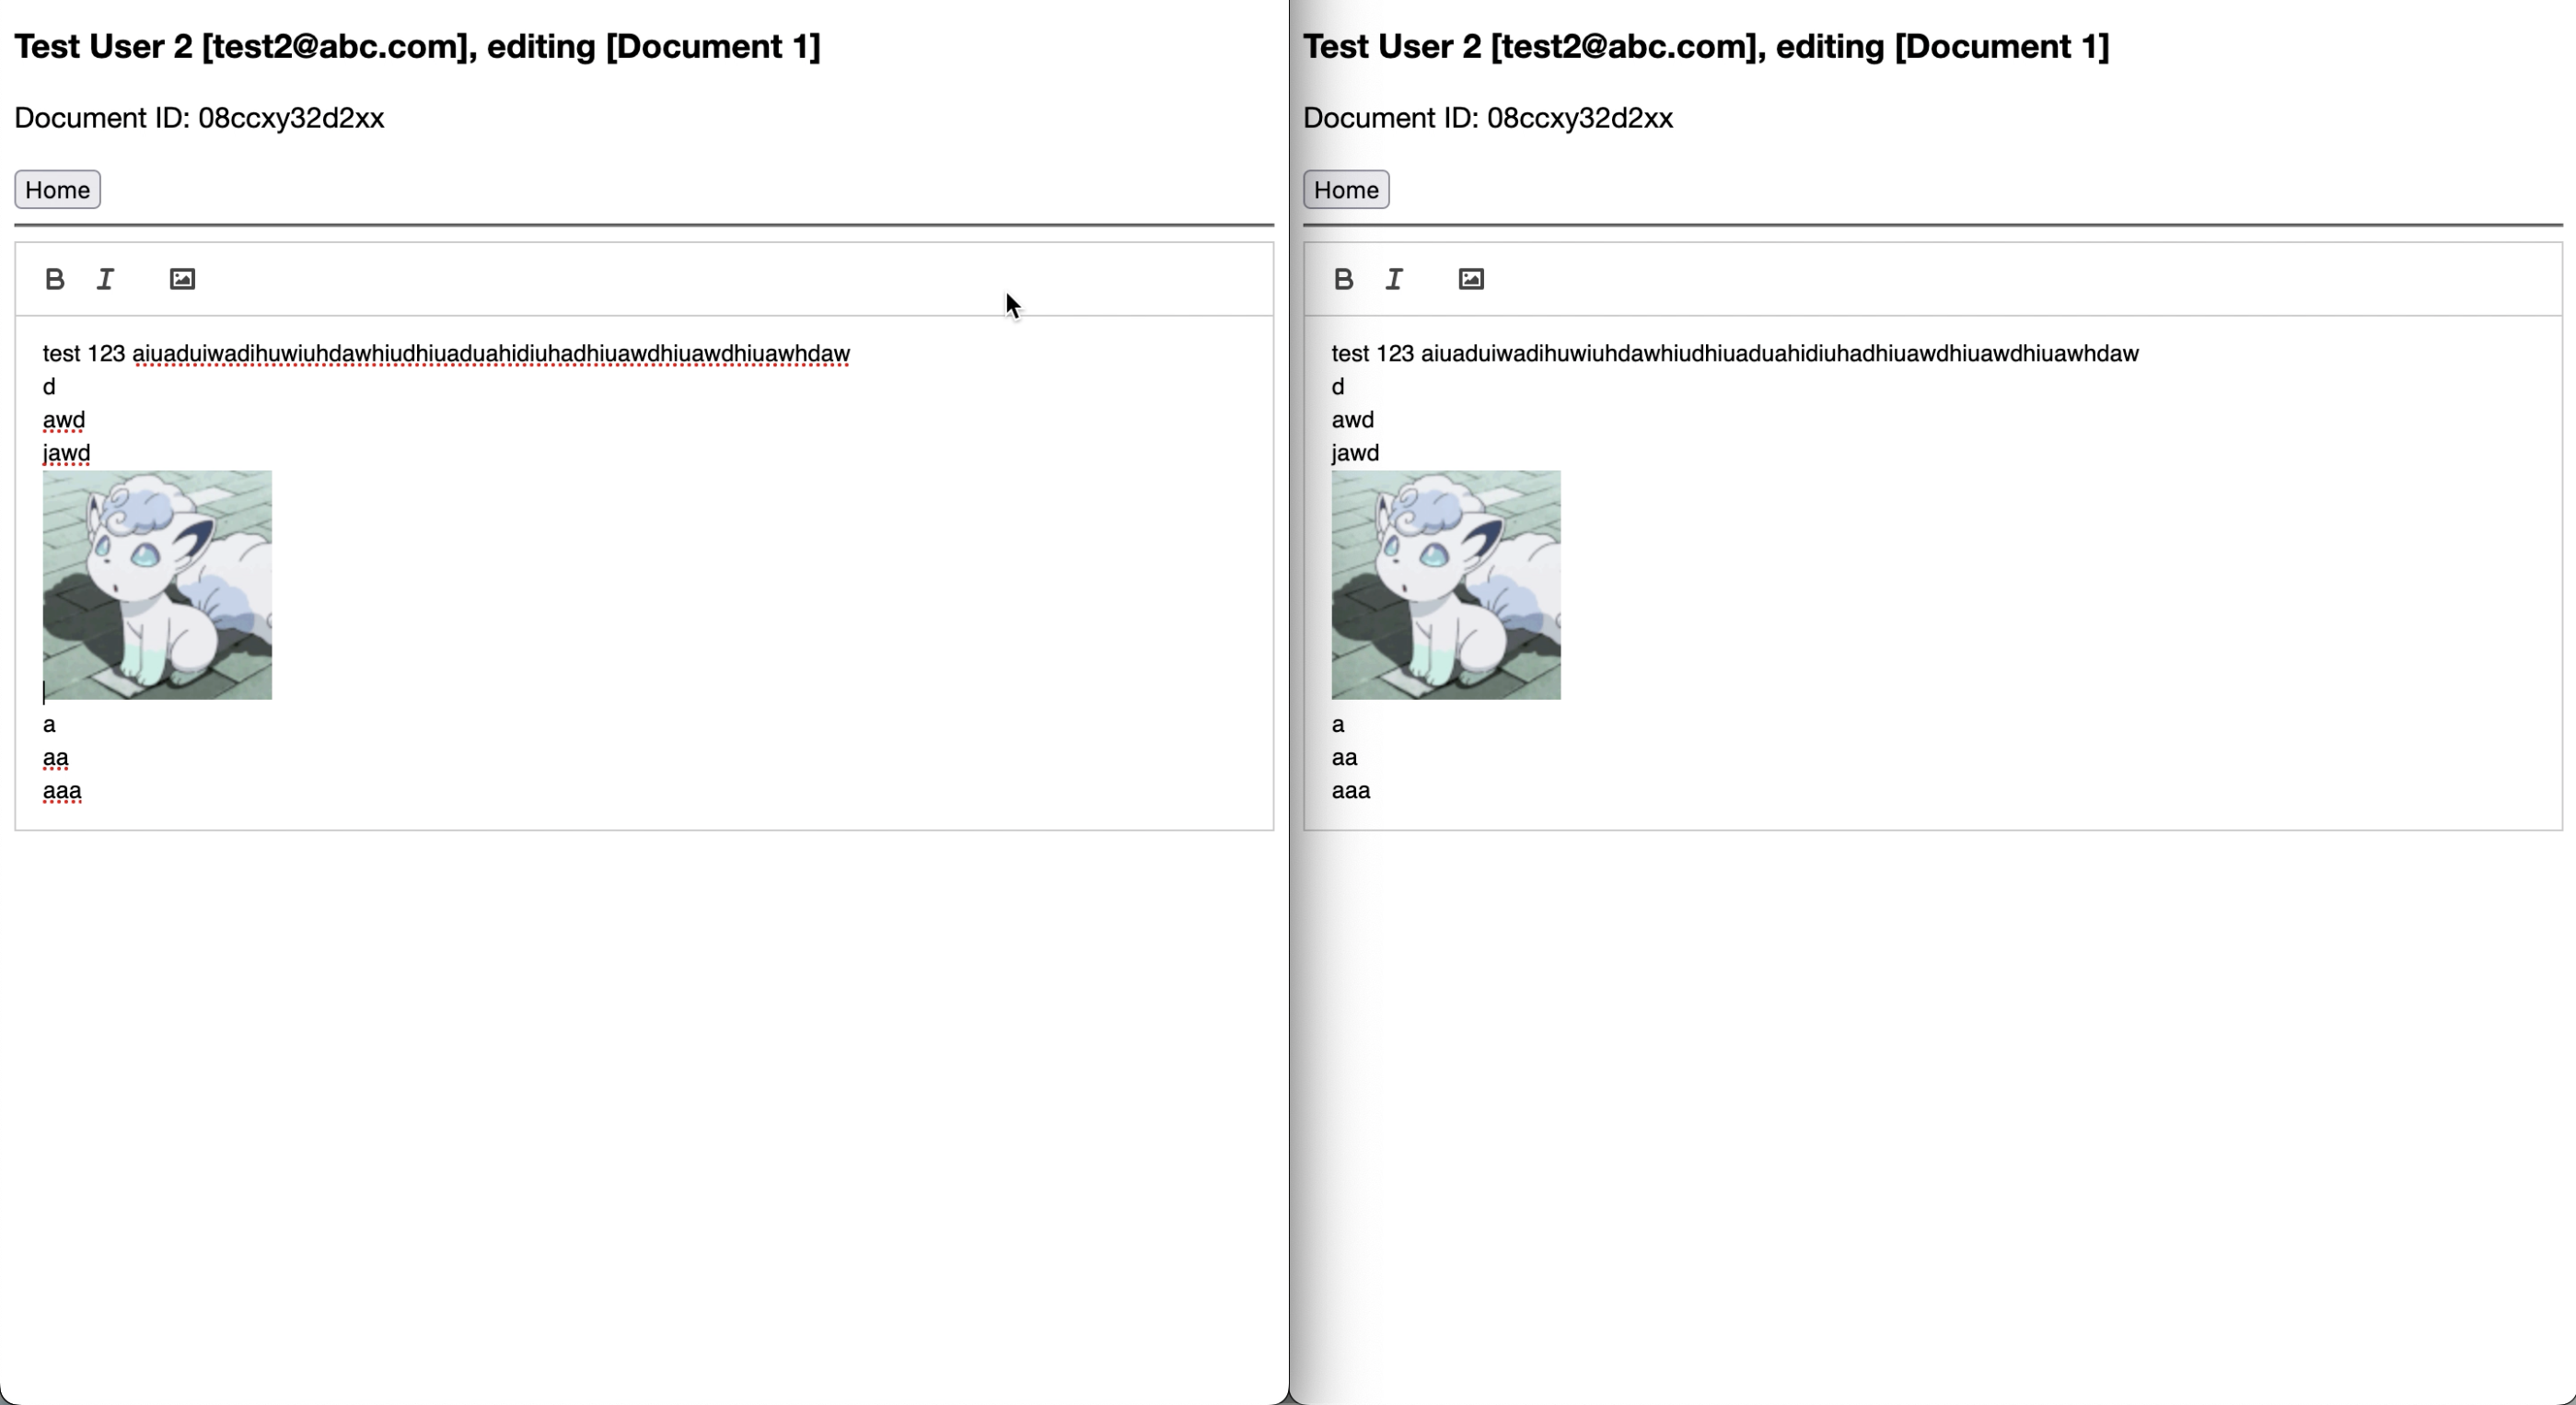 Test User 2 [test2@abc.com], editing [Document 1]
Document ID: 08ccxy32d2xx
Home
B I
test 123 aiuaduiwadihuwiuhdawhiudhiuaduahidiuhadhiuawdhiuawdhiuawhdaw
d
awd
jawd
a
aa
aaa
Test User 2 [test2@abc.com], editing [Document 1]
Document ID: 08ccxy32d2xx
Home
B I
test 123 aiuaduiwadihuwiuhdawhiudhiuaduahidiuhadhiuawdhiuawdhiuawhdaw
d
awd
jawd
a
aa
aaa